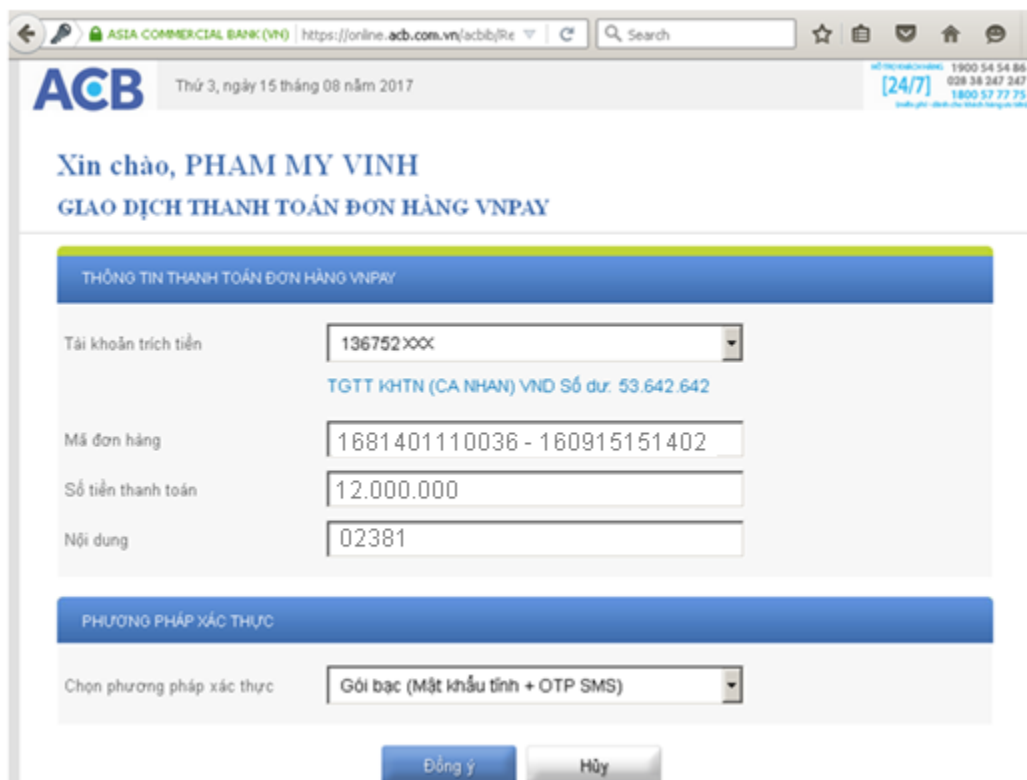 ASIA COMMERCIAL BANK (VN) https://online.acb.com.vn/acbib/Re Search
ACB Thứ 3, ngày 15 tháng 08 năm 2017
HỖ TRỢ KHÁCH HÀNG 1900 54 54 86
[24/7] 028 38 247 247
1800 57 77 75
Xin chào, PHAM MY VINH
GIAO DỊCH THANH TOÁN ĐƠN HÀNG VNPAY
THÔNG TIN THANH TOÁN ĐƠN HÀNG VNPAY
Tài khoản trích tiền 136752XXX
TGTT KHTN (CA NHAN) VND Số dư: 53.642.642
Mã đơn hàng 1681401110036 - 160915151402
Số tiền thanh toán 12.000.000
Nội dung 02381
PHƯƠNG PHÁP XÁC THỰC
Chọn phương pháp xác thực Gói bạc (Mật khẩu tĩnh + OTP SMS)
Đồng ý Hủy